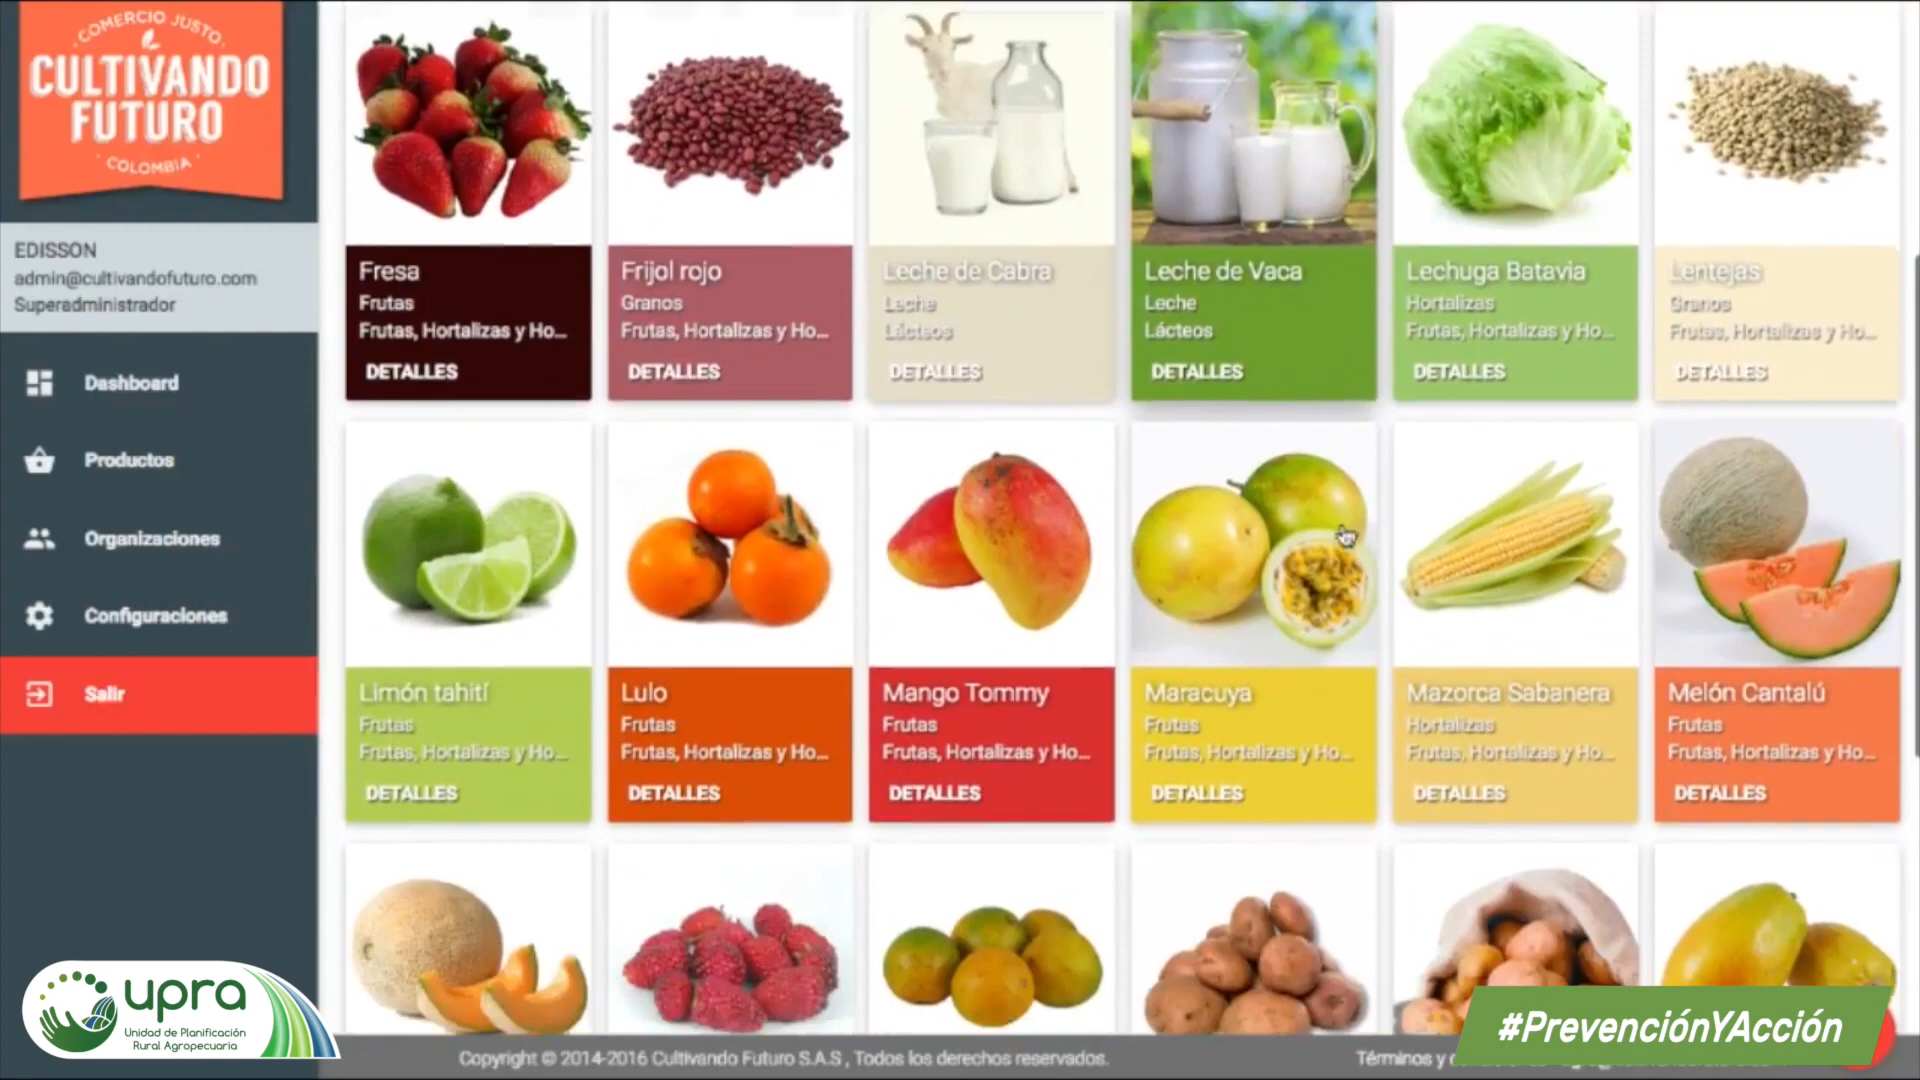 COMERCIO JUSTO
CULTIVANDO
FUTURO
COLOMBIA
EDISSON
admin@cultivandofuturo.com
Superadministrador
Dashboard
Productos
Organizaciones
Configuraciones
Salir
Fresa
Frutas
Frutas, Hortalizas y Ho...
DETALLES
Frijol rojo
Granos
Frutas, Hortalizas y Ho...
DETALLES
Leche de Cabra
Leche
Lácteos
DETALLES
Leche de Vaca
Leche
Lácteos
DETALLES
Lechuga Batavia
Hortalizas
Frutas, Hortalizas y Ho...
DETALLES
Lentejas
Granos
Frutas, Hortalizas y Ho...
DETALLES
Limón tahití
Frutas
Frutas, Hortalizas y Ho...
DETALLES
Lulo
Frutas
Frutas, Hortalizas y Ho...
DETALLES
Mango Tommy
Frutas
Frutas, Hortalizas y Ho...
DETALLES
Maracuya
Frutas
Frutas, Hortalizas y Ho...
DETALLES
Mazorca Sabanera
Hortalizas
Frutas, Hortalizas y Ho...
DETALLES
Melón Cantalú
Frutas
Frutas, Hortalizas y Ho...
DETALLES
upra
Unidad de Planificación
Rural Agropecuaria
Copyright © 2014-2016 Cultivando Futuro S.A.S, Todos los derechos reservados.
Términos y
#PrevenciónYAcción